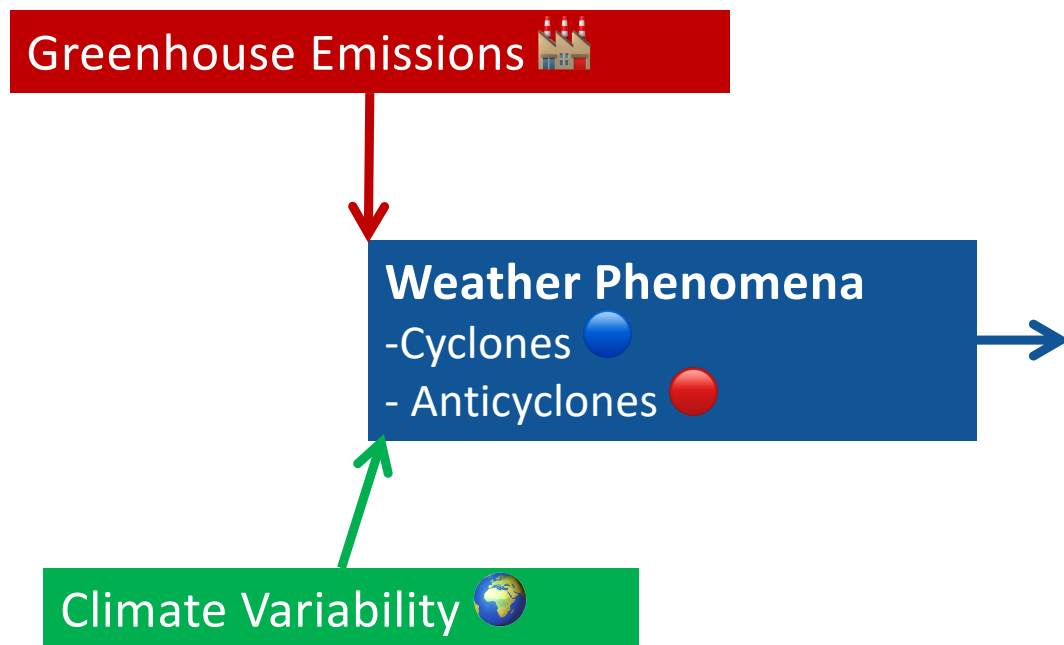 Greenhouse Emissions 🏭
Weather Phenomena
-Cyclones 🔵
- Anticyclones 🔴
Climate Variability 🌍